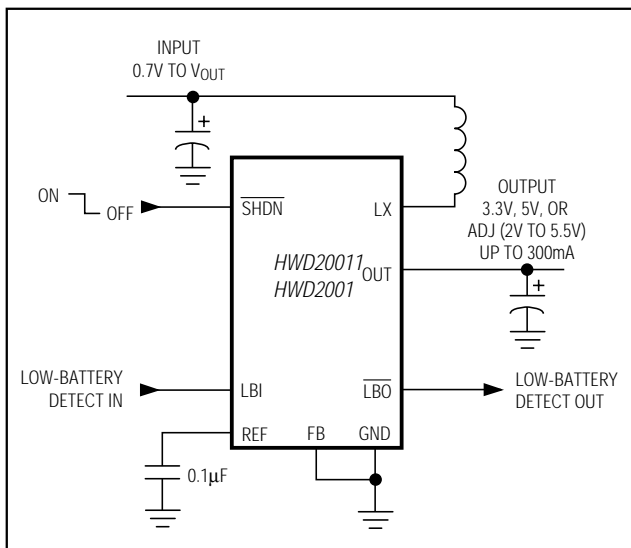 INPUT
0.7V TO VOUT
ON
OFF
SHDN
LX
OUTPUT
3.3V, 5V, OR
ADJ (2V TO 5.5V)
UP TO 300mA
HWD20011
OUT
HWD2001
LOW-BATTERY
DETECT IN
LBI
LBO
LOW-BATTERY
DETECT OUT
REF
FB
GND
0.1µF
+
+